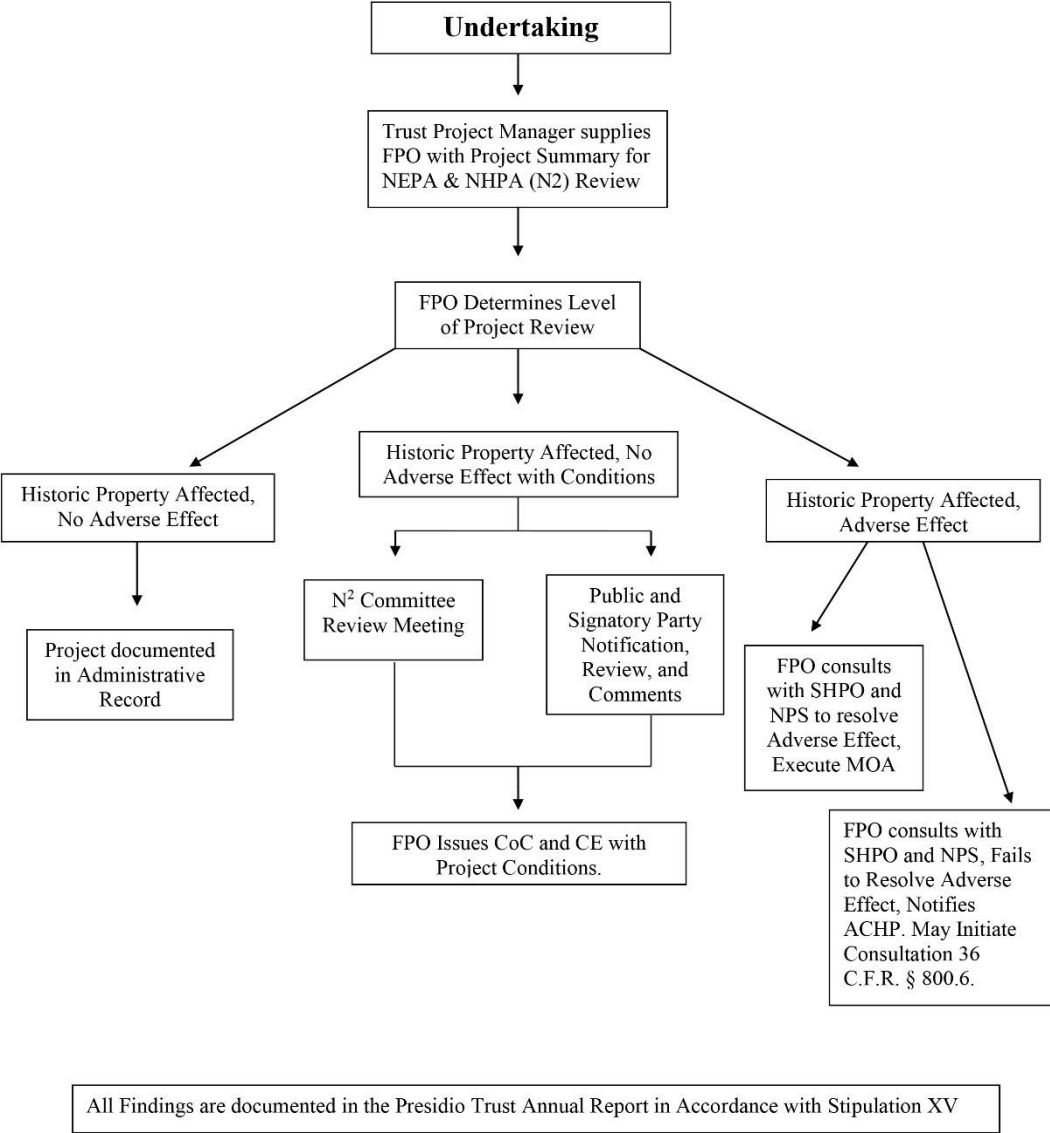 Undertaking
Trust Project Manager supplies
FPO with Project Summary for
NEPA & NHPA (N2) Review
FPO Determines Level
of Project Review
Historic Property Affected,
No Adverse Effect
Historic Property Affected, No
Adverse Effect with Conditions
Historic Property Affected,
Adverse Effect
Project documented
in Administrative
Record
N² Committee
Review Meeting
Public and
Signatory Party
Notification,
Review, and
Comments
FPO consults
with SHPO and
NPS to resolve
Adverse Effect,
Execute MOA
FPO Issues CoC and CE with
Project Conditions.
FPO consults with
SHPO and NPS, Fails
to Resolve Adverse
Effect, Notifies
ACHP. May Initiate
Consultation 36
C.F.R. § 800.6.
All Findings are documented in the Presidio Trust Annual Report in Accordance with Stipulation XV